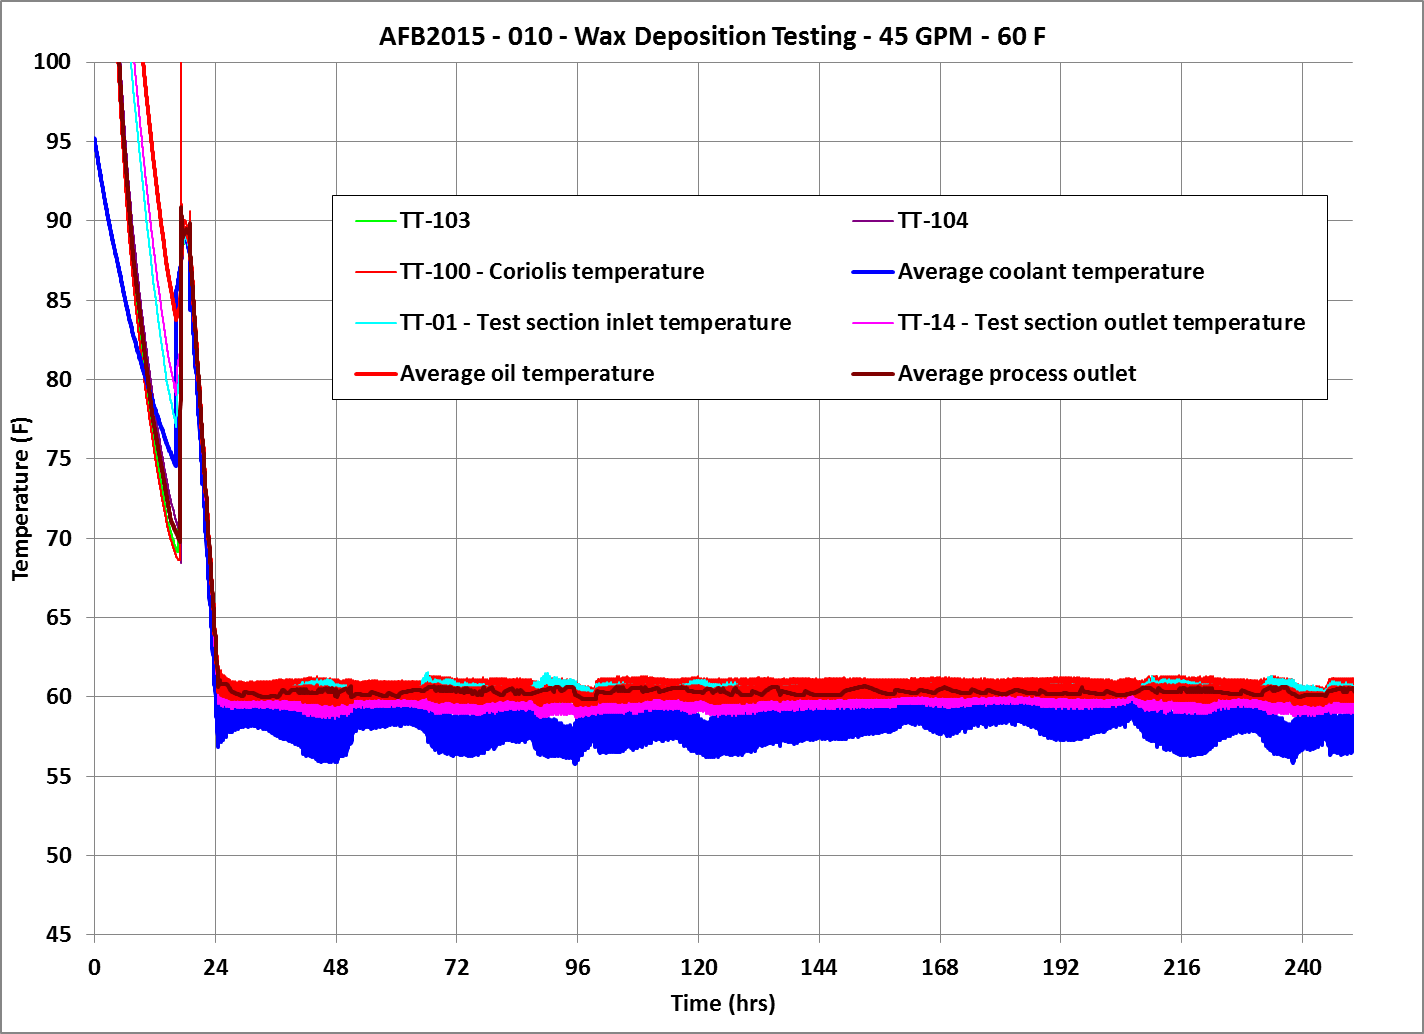 AFB2015 - 010 - Wax Deposition Testing - 45 GPM - 60 F
100
95
90
85
80
75
70
65
60
55
50
45
Temperature (F)
TT-103
TT-104
TT-100 - Coriolis temperature
Average coolant temperature
TT-01 - Test section inlet temperature
TT-14 - Test section outlet temperature
Average oil temperature
Average process outlet
0 24 48 72 96 120 144 168 192 216 240
Time (hrs)